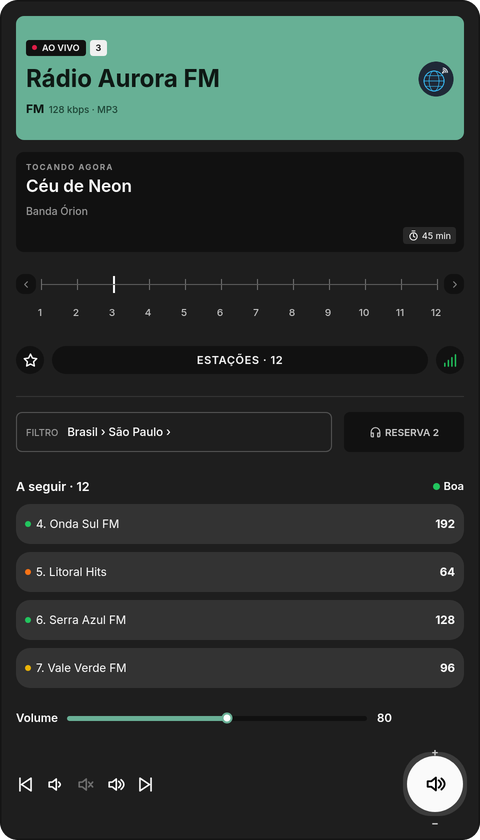 AO VIVO 3
Rádio Aurora FM
FM 128 kbps · MP3
TOCANDO AGORA
Céu de Neon
Banda Órion
45 min
‹ ›
1 2 3 4 5 6 7 8 9 10 11 12
ESTAÇÕES · 12
FILTRO Brasil › São Paulo › RESERVA 2
A seguir · 12 Boa
4. Onda Sul FM 192
5. Litoral Hits 64
6. Serra Azul FM 128
7. Vale Verde FM 96
Volume 80
+
−